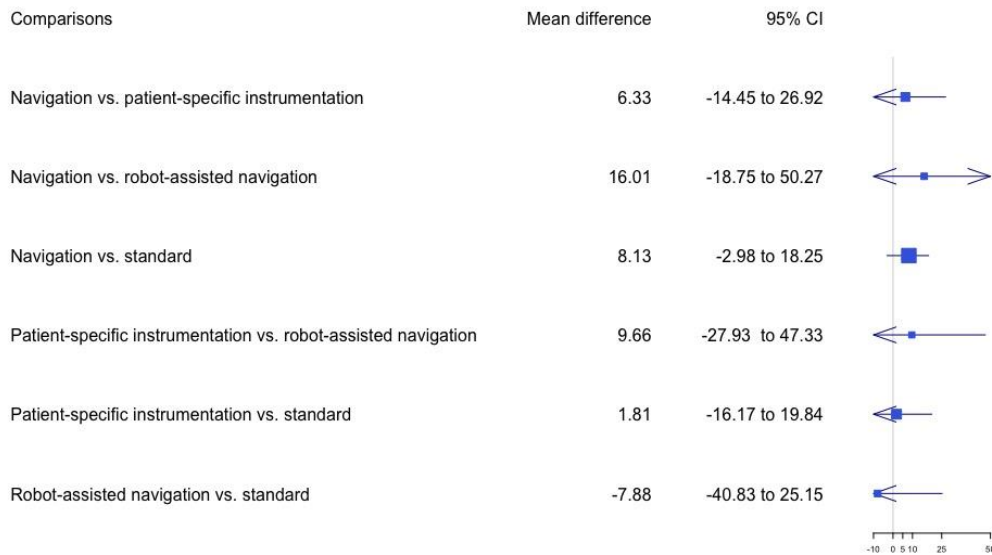 Comparisons Mean difference 95% CI
Navigation vs. patient-specific instrumentation 6.33 -14.45 to 26.92
Navigation vs. robot-assisted navigation 16.01 -18.75 to 50.27
Navigation vs. standard 8.13 -2.98 to 18.25
Patient-specific instrumentation vs. robot-assisted navigation 9.66 -27.93 to 47.33
Patient-specific instrumentation vs. standard 1.81 -16.17 to 19.84
Robot-assisted navigation vs. standard -7.88 -40.83 to 25.15
-10 0 5 10 25 50